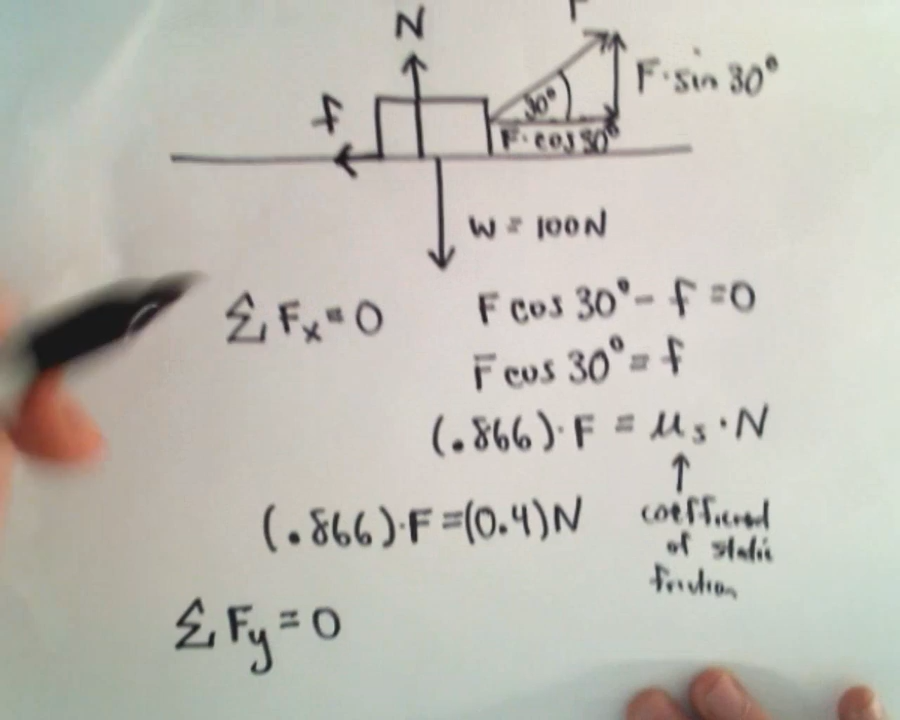 N
F
F · sin 30°
30°
f
F · cos 30°
W = 100N
Σ Fx = 0
F cos 30° - f = 0
F cos 30° = f
(.866) · F = μs · N
(.866) · F = (0.4) N
coefficient
of static
friction
Σ Fy = 0